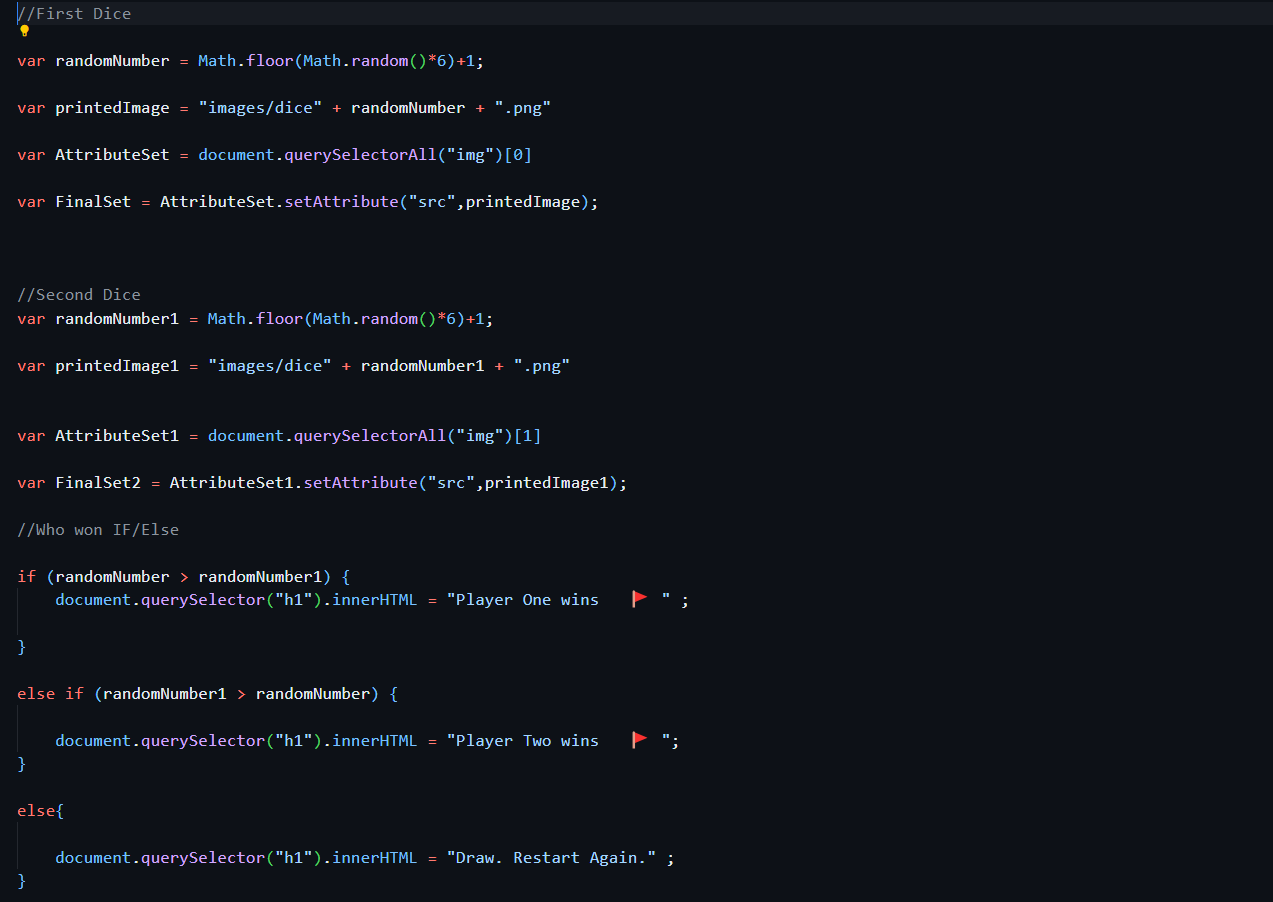 //First Dice
var randomNumber = Math.floor(Math.random()*6)+1;
var printedImage = "images/dice" + randomNumber + ".png"
var AttributeSet = document.querySelectorAll("img")[0]
var FinalSet = AttributeSet.setAttribute("src",printedImage);
//Second Dice
var randomNumber1 = Math.floor(Math.random()*6)+1;
var printedImage1 = "images/dice" + randomNumber1 + ".png"
var AttributeSet1 = document.querySelectorAll("img")[1]
var FinalSet2 = AttributeSet1.setAttribute("src",printedImage1);
//Who won IF/Else
if (randomNumber > randomNumber1) {
    document.querySelector("h1").innerHTML = "Player One wins   🚩 " ;
}
else if (randomNumber1 > randomNumber) {
    document.querySelector("h1").innerHTML = "Player Two wins   🚩 ";
}
else{
    document.querySelector("h1").innerHTML = "Draw. Restart Again." ;
}